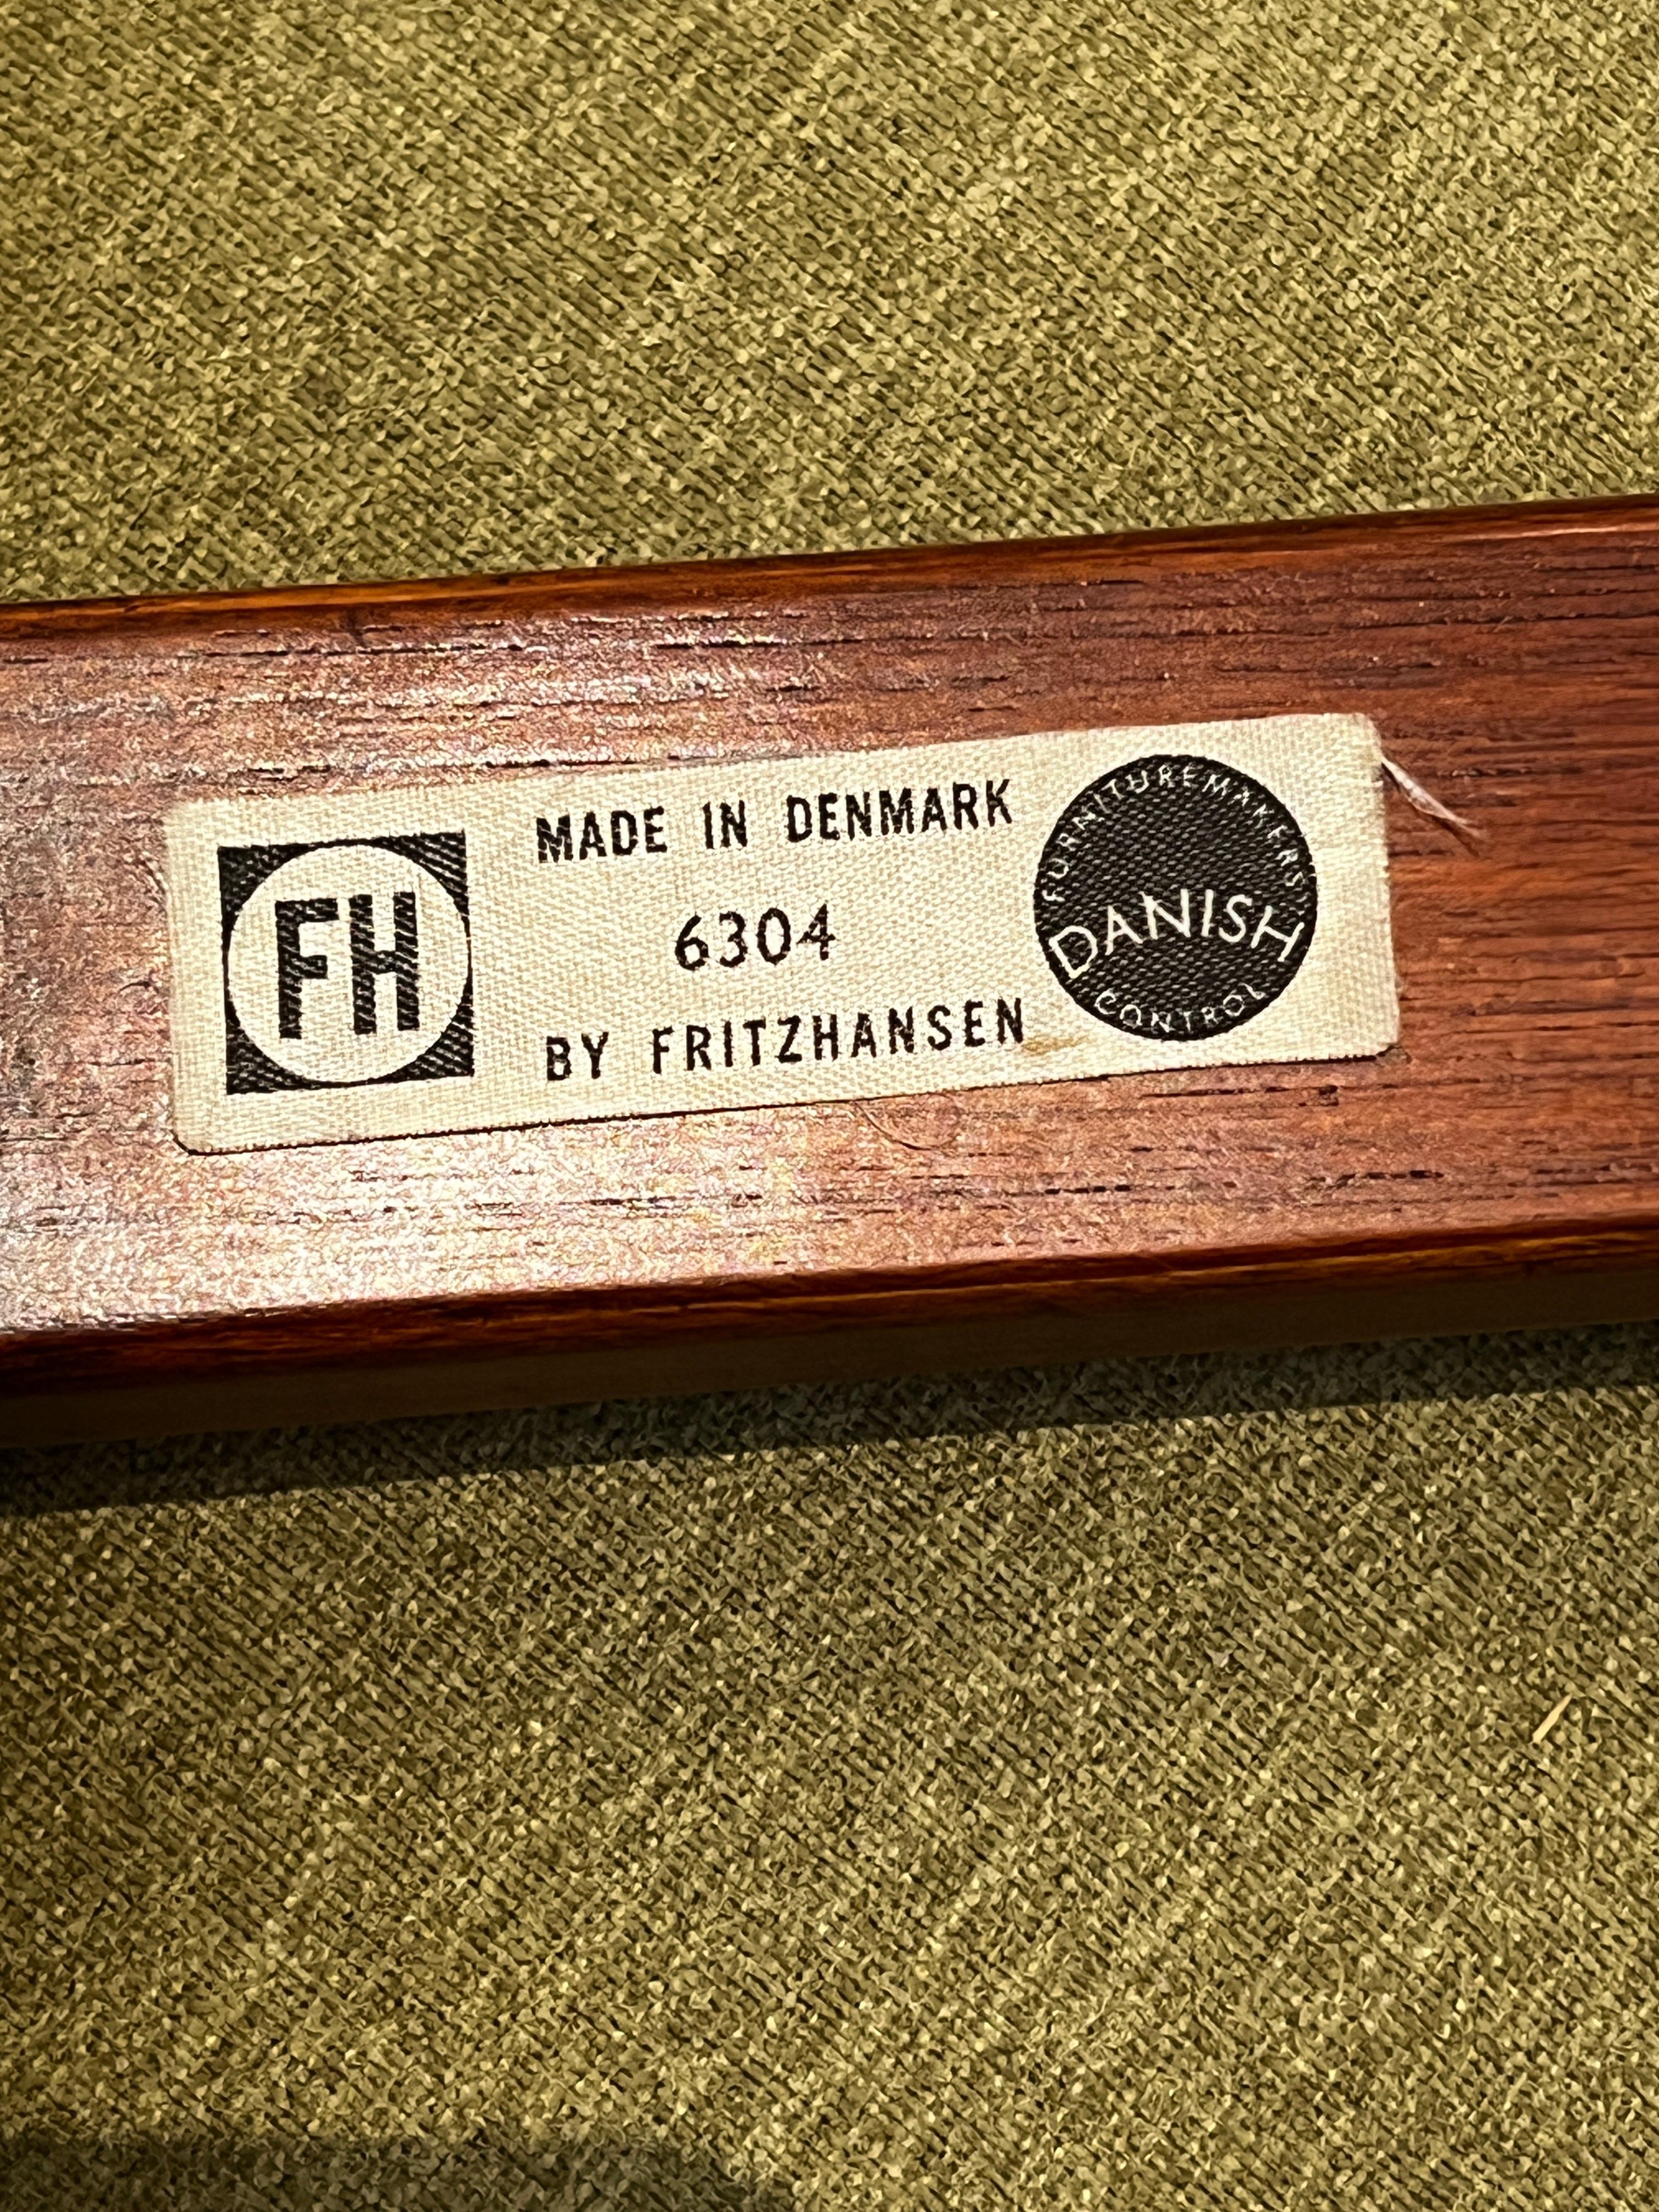 FH
MADE IN DENMARK
6304
BY FRITZHANSEN
FURNITUREMAKERS'
DANISH
CONTROL